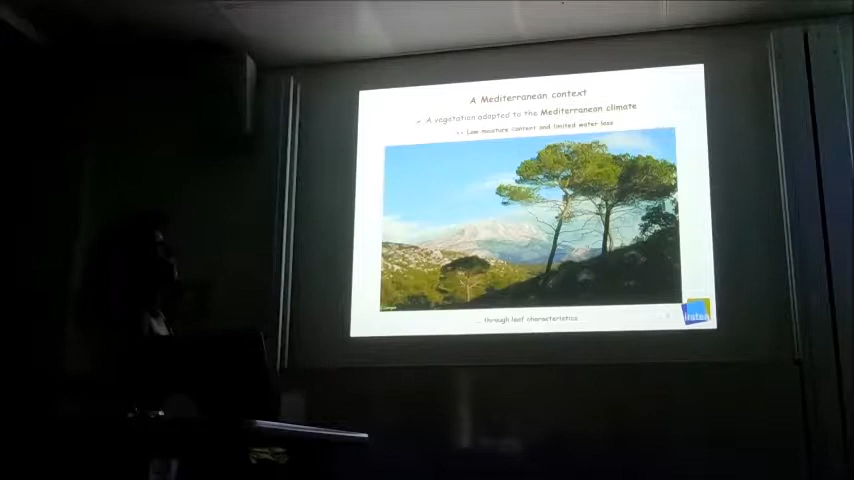 A Mediterranean context
✓ A vegetation adapted to the Mediterranean climate
•• Low moisture content and limited water loss
... through leaf characteristics
irstea